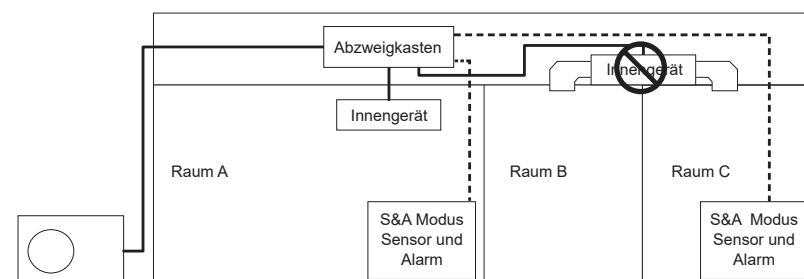 Abzweigkasten
Innengerät
Innengerät
Raum A
Raum B
Raum C
S&A Modus
Sensor und
Alarm
S&A Modus
Sensor und
Alarm